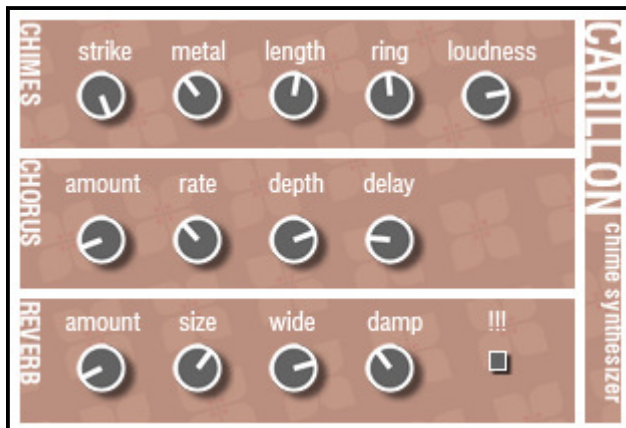 CHIMES
strike metal length ring loudness
CHORUS
amount rate depth delay
REVERB
amount size wide damp !!!
CARILLON
chime synthesizer